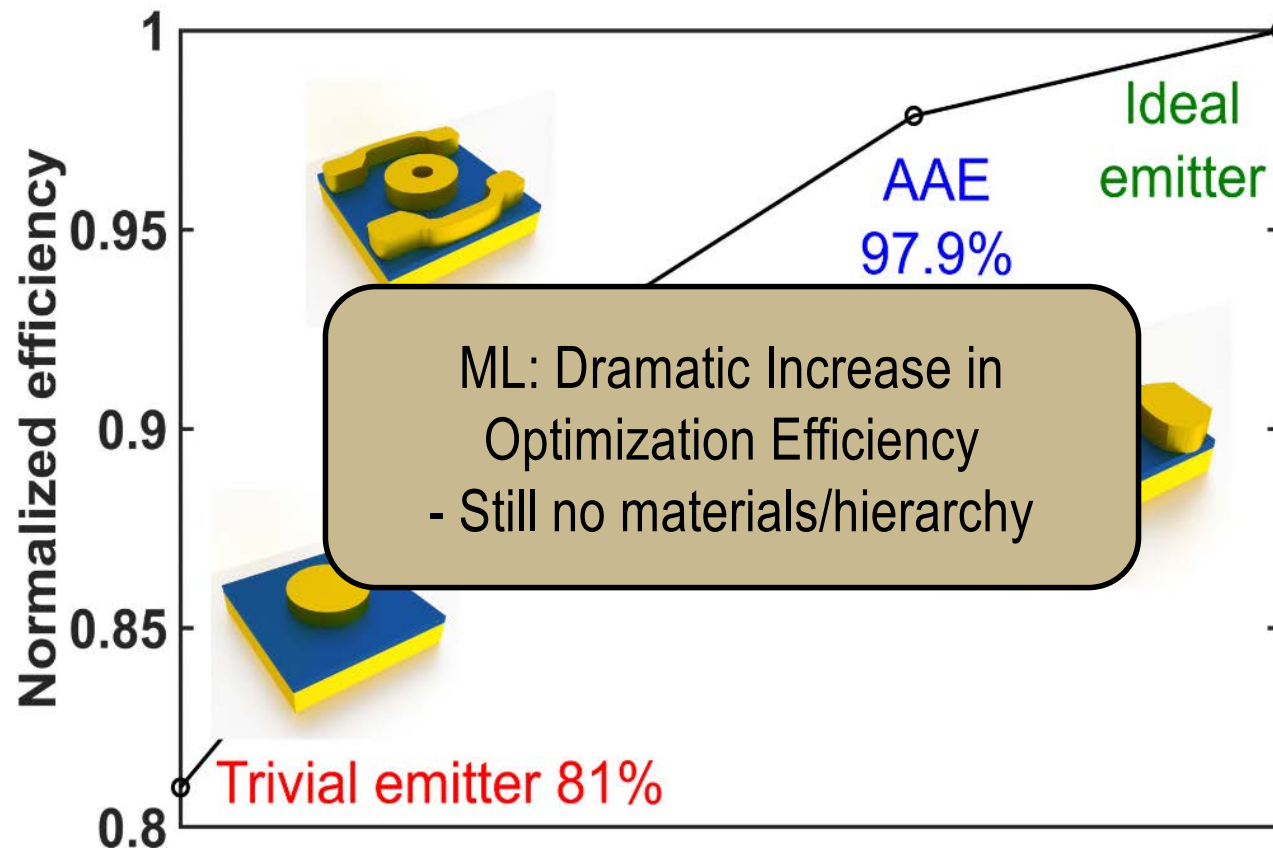 Normalized efficiency
1
0.95
0.9
0.85
0.8
Ideal
emitter
AAE
97.9%
ML: Dramatic Increase in
Optimization Efficiency
- Still no materials/hierarchy
Trivial emitter 81%